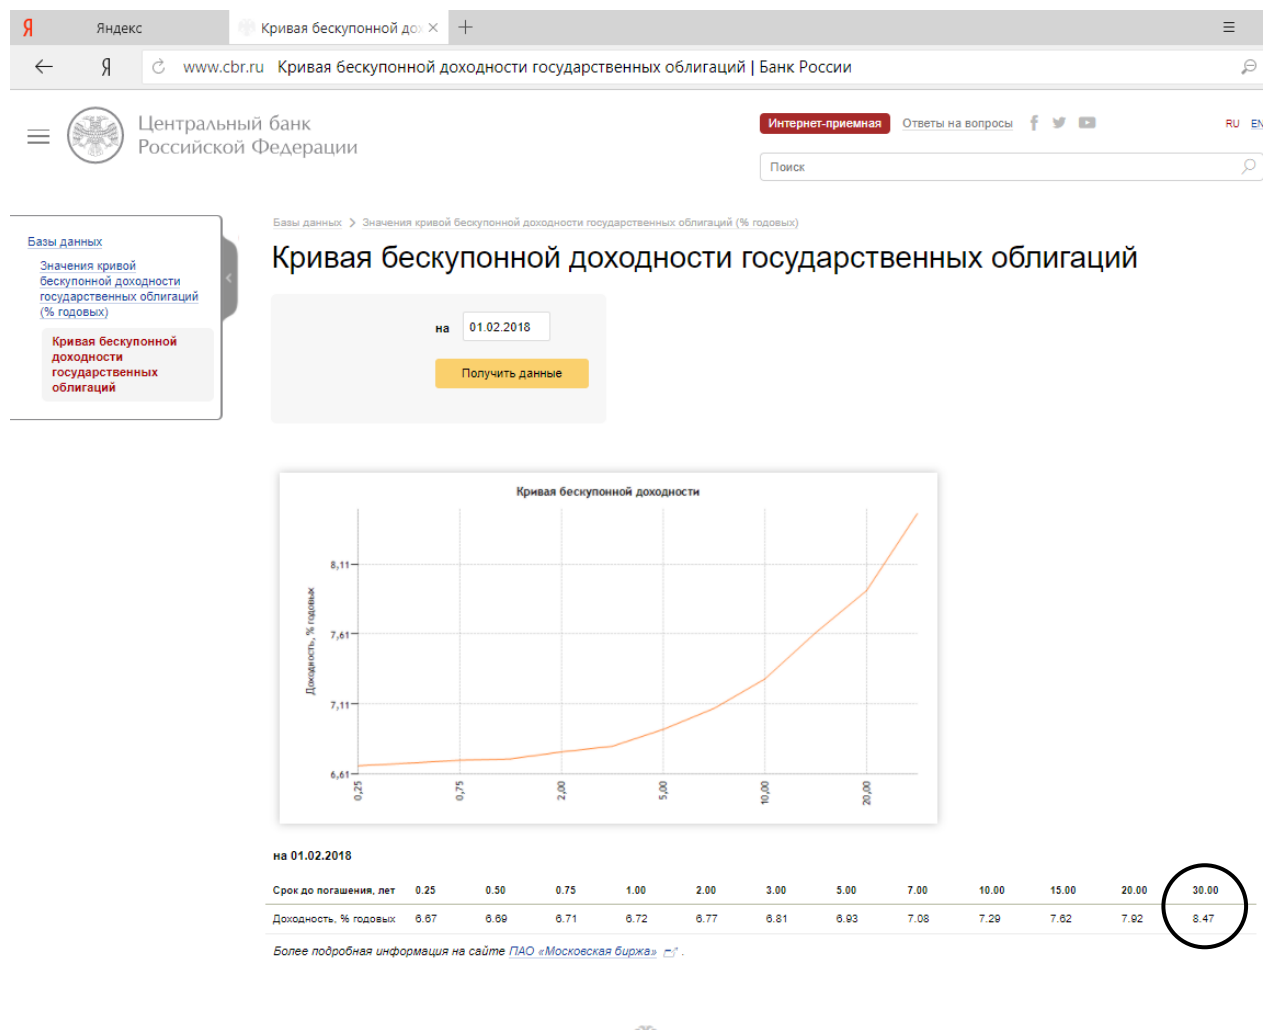 Я Яндекс Кривая бескупонной дох × +
Я www.cbr.ru Кривая бескупонной доходности государственных облигаций | Банк России
Центральный банк
Российской Федерации
Интернет-приемная Ответы на вопросы RU EN
Поиск
Базы данных
Значения кривой
бескупонной доходности
государственных облигаций
(% годовых)
Кривая бескупонной
доходности
государственных
облигаций
Базы данных > Значения кривой бескупонной доходности государственных облигаций (% годовых)
Кривая бескупонной доходности государственных облигаций
на 01.02.2018
Получить данные
Кривая бескупонной доходности
Доходность, % годовых
8,11
7,61
7,11
6,61
0,25 0,75 2,00 5,00 10,00 20,00
на 01.02.2018
Срок до погашения, лет 0.25 0.50 0.75 1.00 2.00 3.00 5.00 7.00 10.00 15.00 20.00 30.00
Доходность, % годовых 6.67 6.69 6.71 6.72 6.77 6.81 6.93 7.08 7.29 7.62 7.92 8.47
Более подробная информация на сайте ПАО «Московская биржа» .